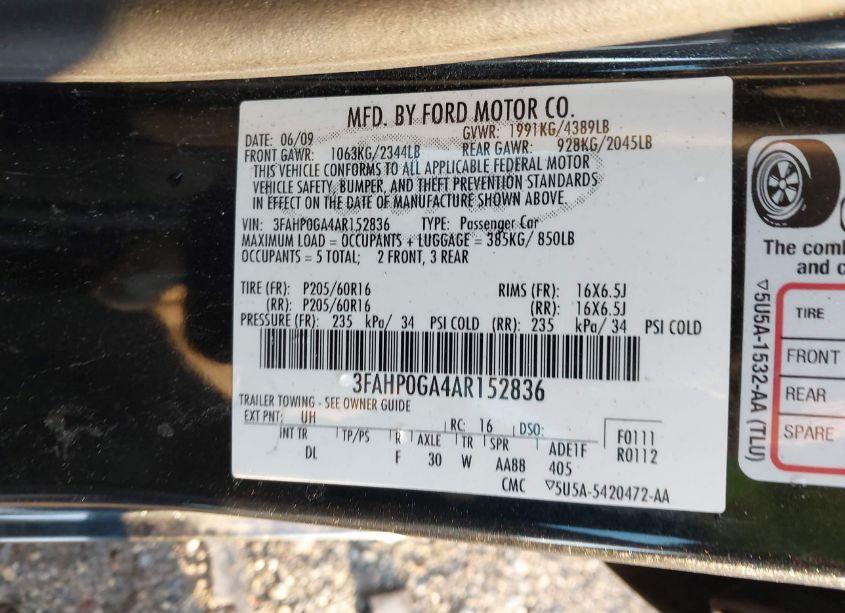 MFD. BY FORD MOTOR CO.
DATE: 06/09 GVWR: 1991KG/4389LB
FRONT GAWR: 1063KG/2344LB REAR GAWR: 928KG/2045LB
THIS VEHICLE CONFORMS TO ALL APPLICABLE FEDERAL MOTOR
VEHICLE SAFETY, BUMPER, AND THEFT PREVENTION STANDARDS
IN EFFECT ON THE DATE OF MANUFACTURE SHOWN ABOVE.
VIN: 3FAHP0GA4AR152836 TYPE: Passenger Car
MAXIMUM LOAD = OCCUPANTS + LUGGAGE = 385KG/ 850LB
OCCUPANTS = 5 TOTAL; 2 FRONT, 3 REAR
TIRE (FR): P205/60R16 RIMS (FR): 16X6.5J
(RR): P205/60R16 (RR): 16X6.5J
PRESSURE (FR): 235 kPa/ 34 PSI COLD (RR): 235 kPa/ 34 PSI COLD
3FAHP0GA4AR152836
TRAILER TOWING - SEE OWNER GUIDE
EXT PNT: UH RC: 16 DSO: F0111
INT TR TP/PS R AXLE TR SPR ADE1F R0112
DL F 30 W AA88 405
CMC ▽5U5A-5420472-AA
The comb
and c
TIRE
FRONT
REAR
SPARE
▽5U5A-1532-AA (TLU)